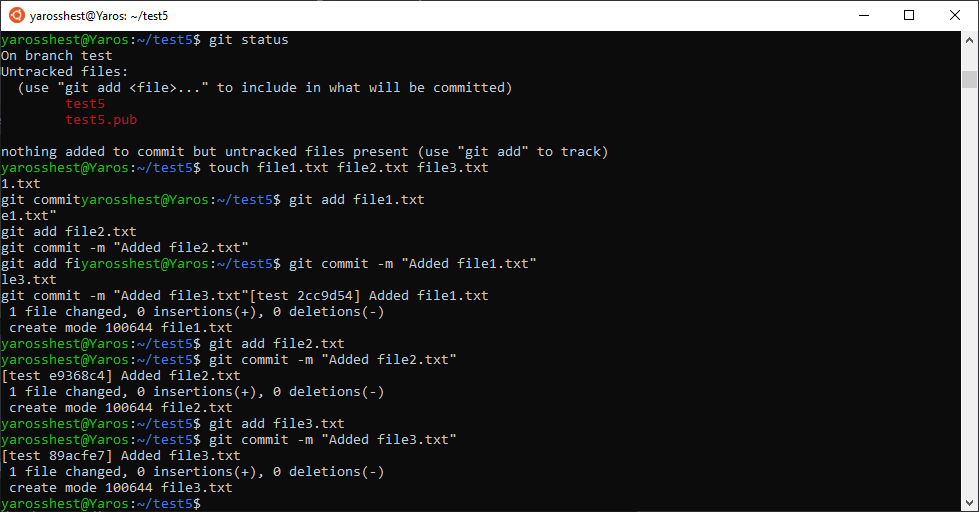 yarosshest@Yaros: ~/test5
yarosshest@Yaros:~/test5$ git status
On branch test
Untracked files:
  (use "git add <file>..." to include in what will be committed)
        test5
        test5.pub

nothing added to commit but untracked files present (use "git add" to track)
yarosshest@Yaros:~/test5$ touch file1.txt file2.txt file3.txt
1.txt
git commityarosshest@Yaros:~/test5$ git add file1.txt
e1.txt"
git add file2.txt
git commit -m "Added file2.txt"
git add fiyarosshest@Yaros:~/test5$ git commit -m "Added file1.txt"
le3.txt
git commit -m "Added file3.txt"[test 2cc9d54] Added file1.txt
 1 file changed, 0 insertions(+), 0 deletions(-)
 create mode 100644 file1.txt
yarosshest@Yaros:~/test5$ git add file2.txt
yarosshest@Yaros:~/test5$ git commit -m "Added file2.txt"
[test e9368c4] Added file2.txt
 1 file changed, 0 insertions(+), 0 deletions(-)
 create mode 100644 file2.txt
yarosshest@Yaros:~/test5$ git add file3.txt
yarosshest@Yaros:~/test5$ git commit -m "Added file3.txt"
[test 89acfe7] Added file3.txt
 1 file changed, 0 insertions(+), 0 deletions(-)
 create mode 100644 file3.txt
yarosshest@Yaros:~/test5$